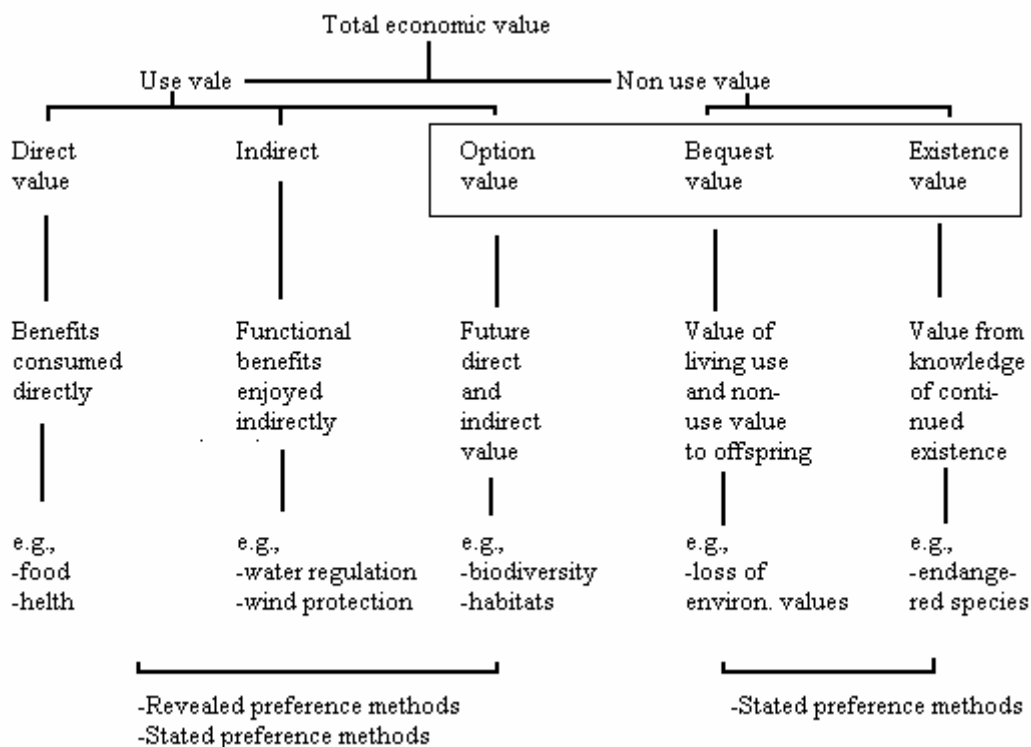 Total economic value
Use vale
Non use value
Direct
value
Indirect
Option
value
Bequest
value
Existence
value
Benefits
consumed
directly
Functional
benefits
enjoyed
indirectly
Future
direct
and
indirect
value
Value of
living use
and non-
use value
to offspring
Value from
knowledge
of conti-
nued
existence
e.g.,
-food
-helth
e.g.,
-water regulation
-wind protection
e.g.,
-biodiversity
-habitats
e.g.,
-loss of
environ. values
e.g.,
-endange-
red species
-Revealed preference methods
-Stated preference methods
-Stated preference methods